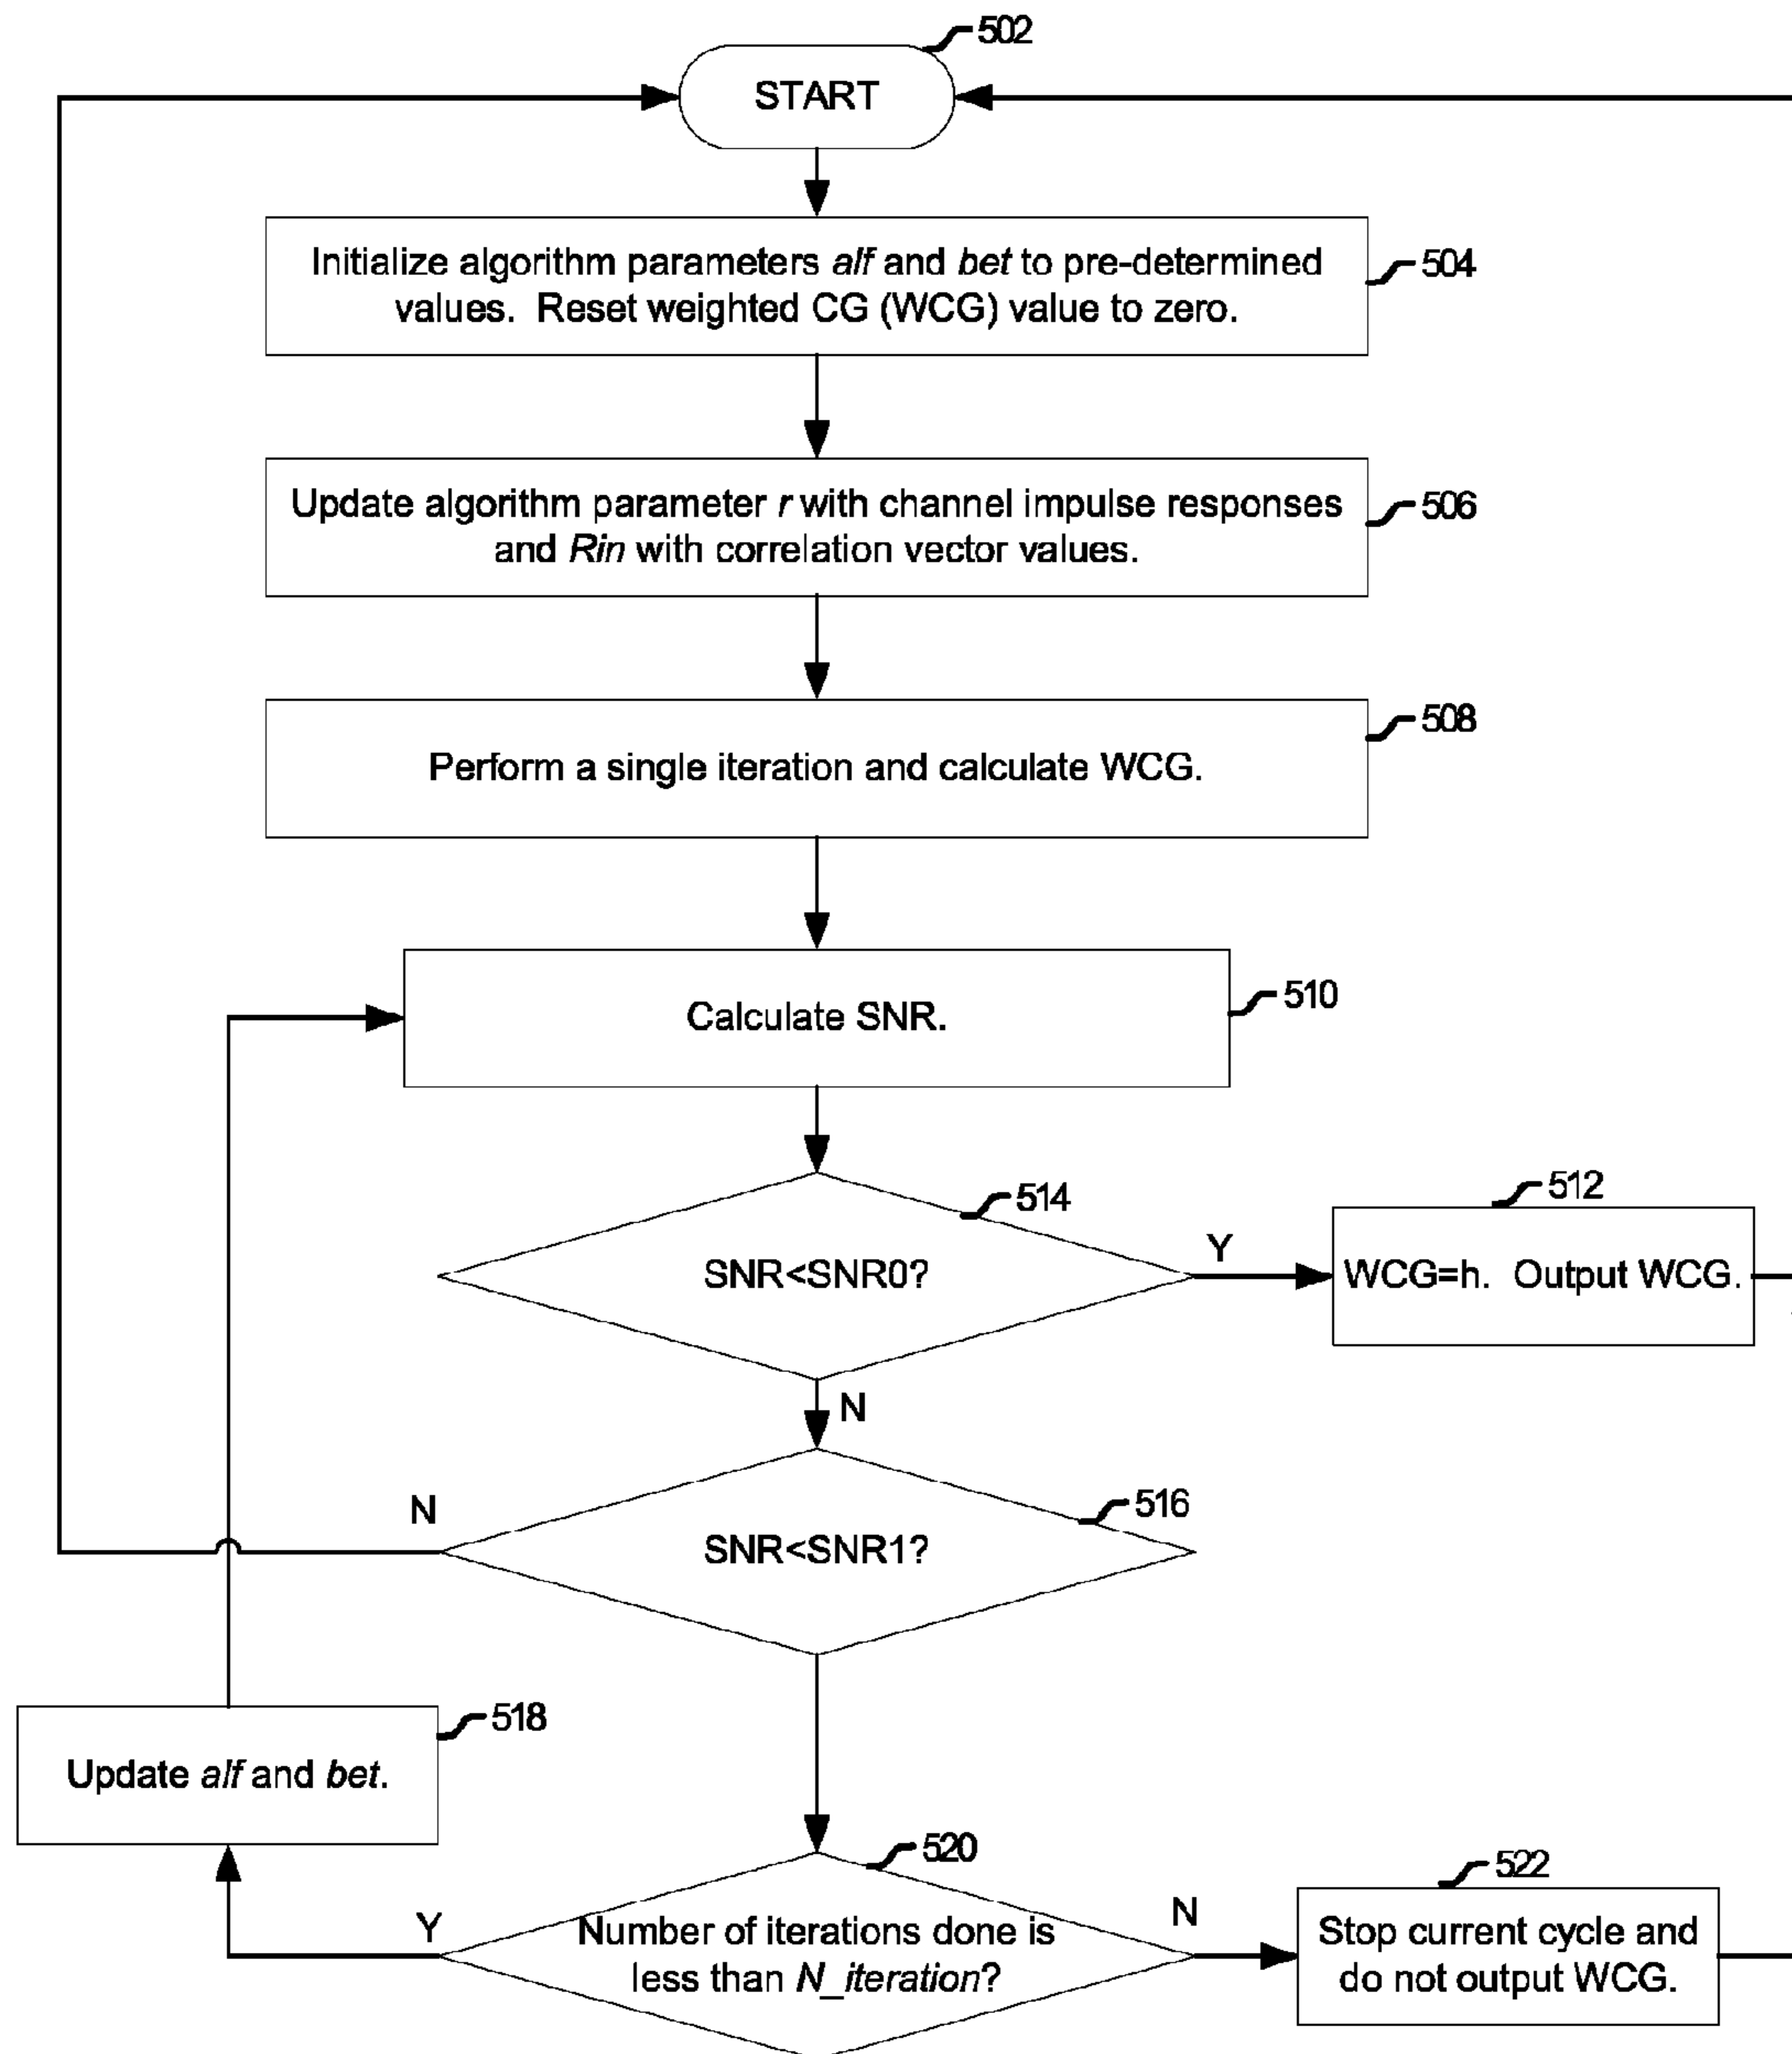 502
START
Initialize algorithm parameters alf and bet to pre-determined
values. Reset weighted CG (WCG) value to zero.
504
Update algorithm parameter r with channel impulse responses
and Rin with correlation vector values.
506
Perform a single iteration and calculate WCG.
508
Calculate SNR.
510
514
SNR<SNR0?
Y
512
WCG=h. Output WCG.
N
516
SNR<SNR1?
N
518
Update alf and bet.
520
Number of iterations done is
less than N_iteration?
Y
N
522
Stop current cycle and
do not output WCG.